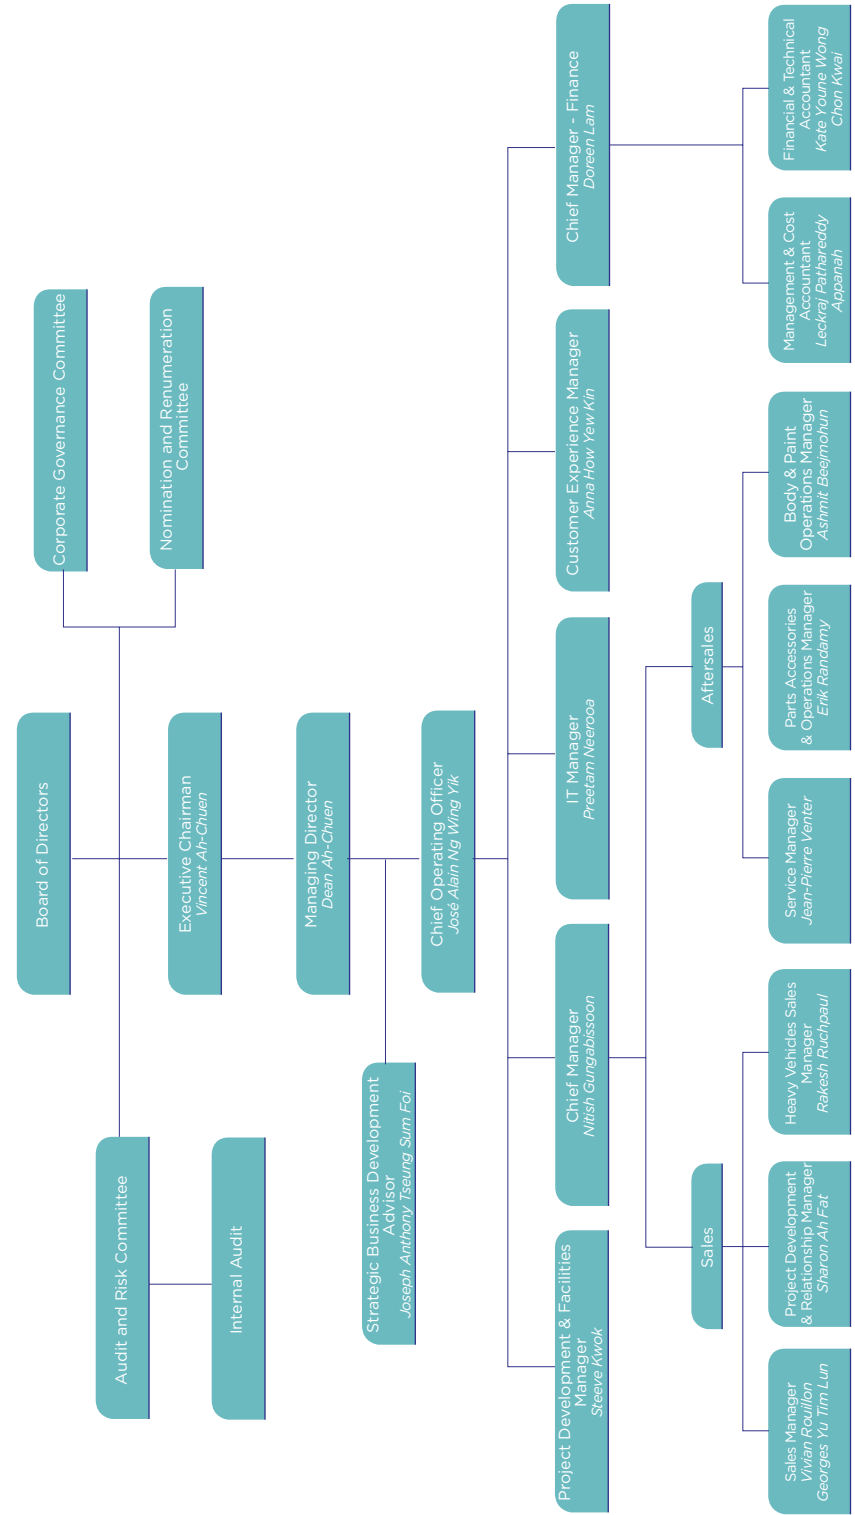 Board of Directors
Corporate Governance Committee
Nomination and Renumeration
Committee
Audit and Risk Committee
Internal Audit
Executive Chairman
Vincent Ah-Chuen
Managing Director
Dean Ah-Chuen
Strategic Business Development
Advisor
Joseph Anthony Tseung Sum Foi
Chief Operating Officer
José Alain Ng Wing Yik
Project Development & Facilities
Manager
Steeve Kwok
Chief Manager
Nitish Gungabissoon
IT Manager
Preetam Neerooa
Customer Experience Manager
Anna How Yew Kin
Chief Manager - Finance
Doreen Lam
Sales
Aftersales
Sales Manager
Vivian Rouillon
Georges Yu Tim Lun
Project Development
& Relationship Manager
Sharon Ah Fat
Heavy Vehicles Sales
Manager
Rakesh Ruchpaul
Service Manager
Jean-Pierre Venter
Parts Accessories
& Operations Manager
Erik Randamy
Body & Paint
Operations Manager
Ashmit Beejmohun
Management & Cost
Accountant
Leckraj Pathareddy
Appanah
Financial & Technical
Accountant
Kate Youne Wong
Chon Kwai